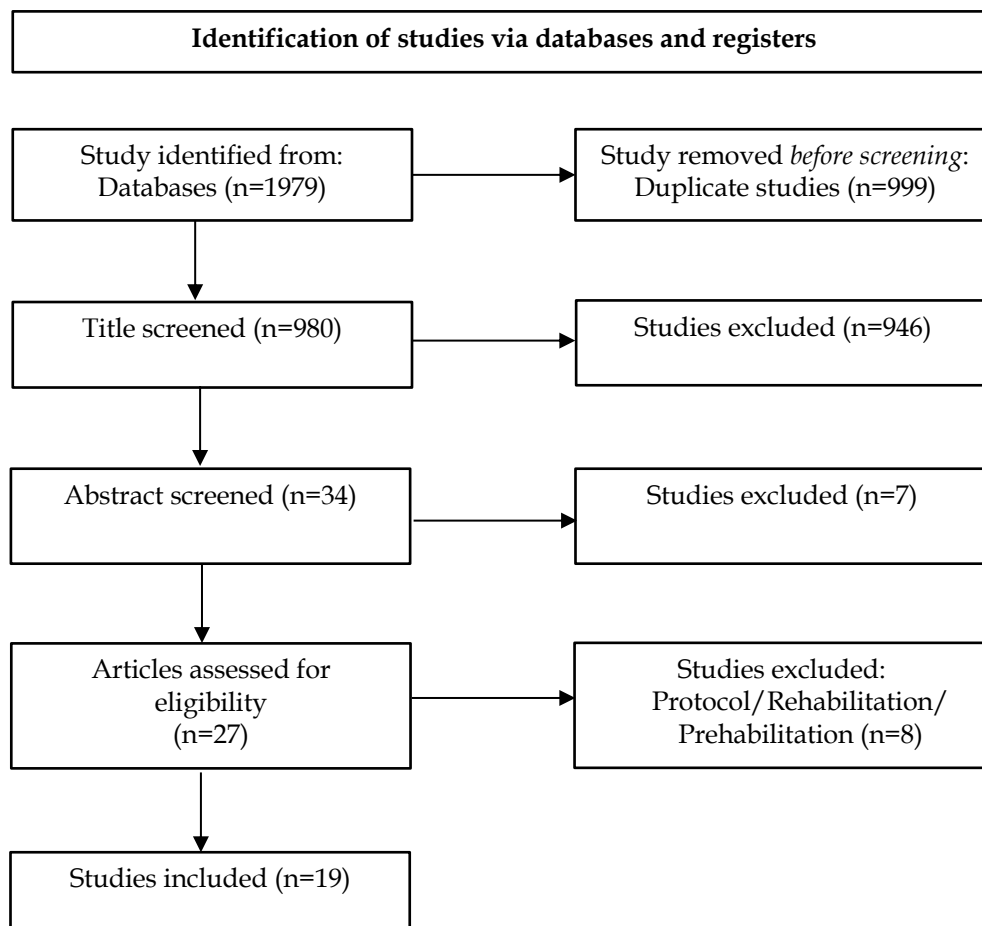 Identification of studies via databases and registers
Study identified from:
Databases (n=1979)
Study removed before screening:
Duplicate studies (n=999)
Title screened (n=980)
Studies excluded (n=946)
Abstract screened (n=34)
Studies excluded (n=7)
Articles assessed for
eligibility
(n=27)
Studies excluded:
Protocol/Rehabilitation/
Prehabilitation (n=8)
Studies included (n=19)